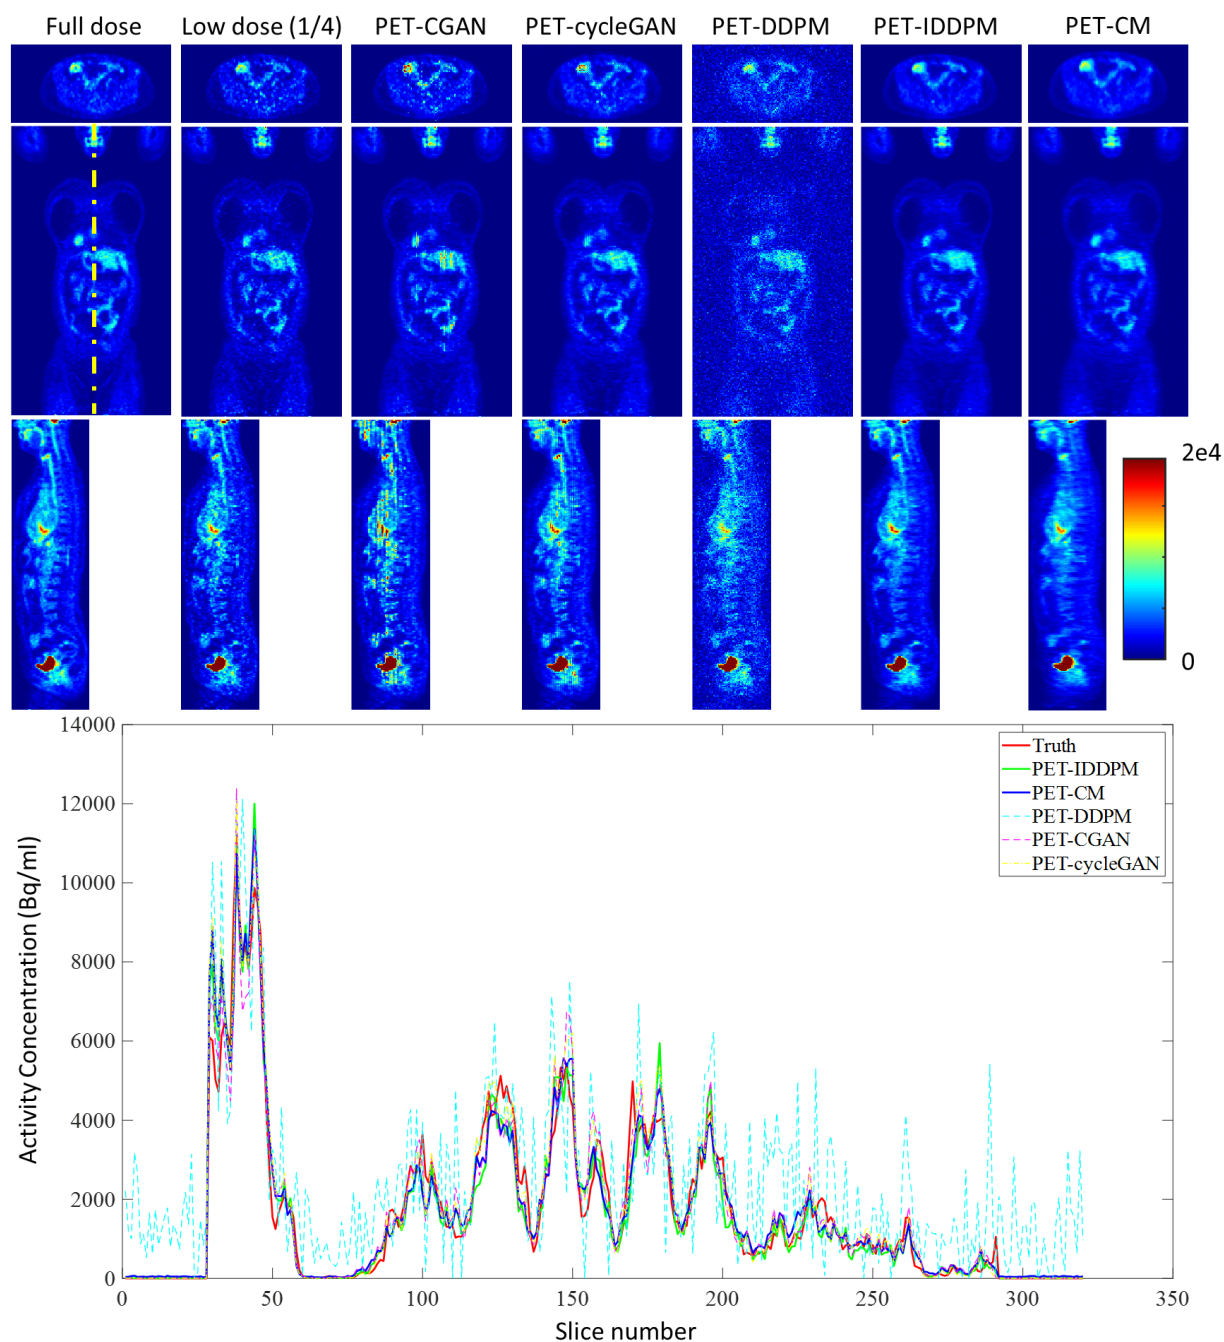 Full dose Low dose (1/4) PET-CGAN PET-cycleGAN PET-DDPM PET-IDDPM PET-CM
2e4
0
14000
12000
10000
8000
6000
4000
2000
0
Activity Concentration (Bq/ml)
Truth
PET-IDDPM
PET-CM
PET-DDPM
PET-CGAN
PET-cycleGAN
0 50 100 150 200 250 300 350
Slice number